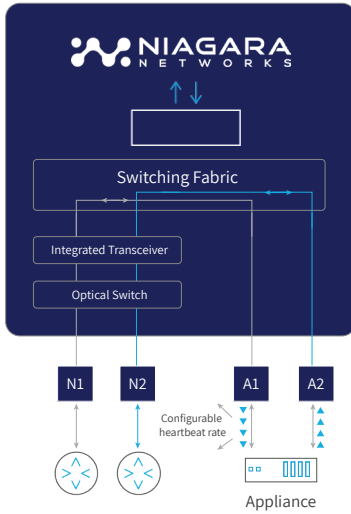 NIAGARA
NETWORKS
Switching Fabric
Integrated Transceiver
Optical Switch
N1
N2
A1
A2
Configurable
heartbeat rate
Appliance